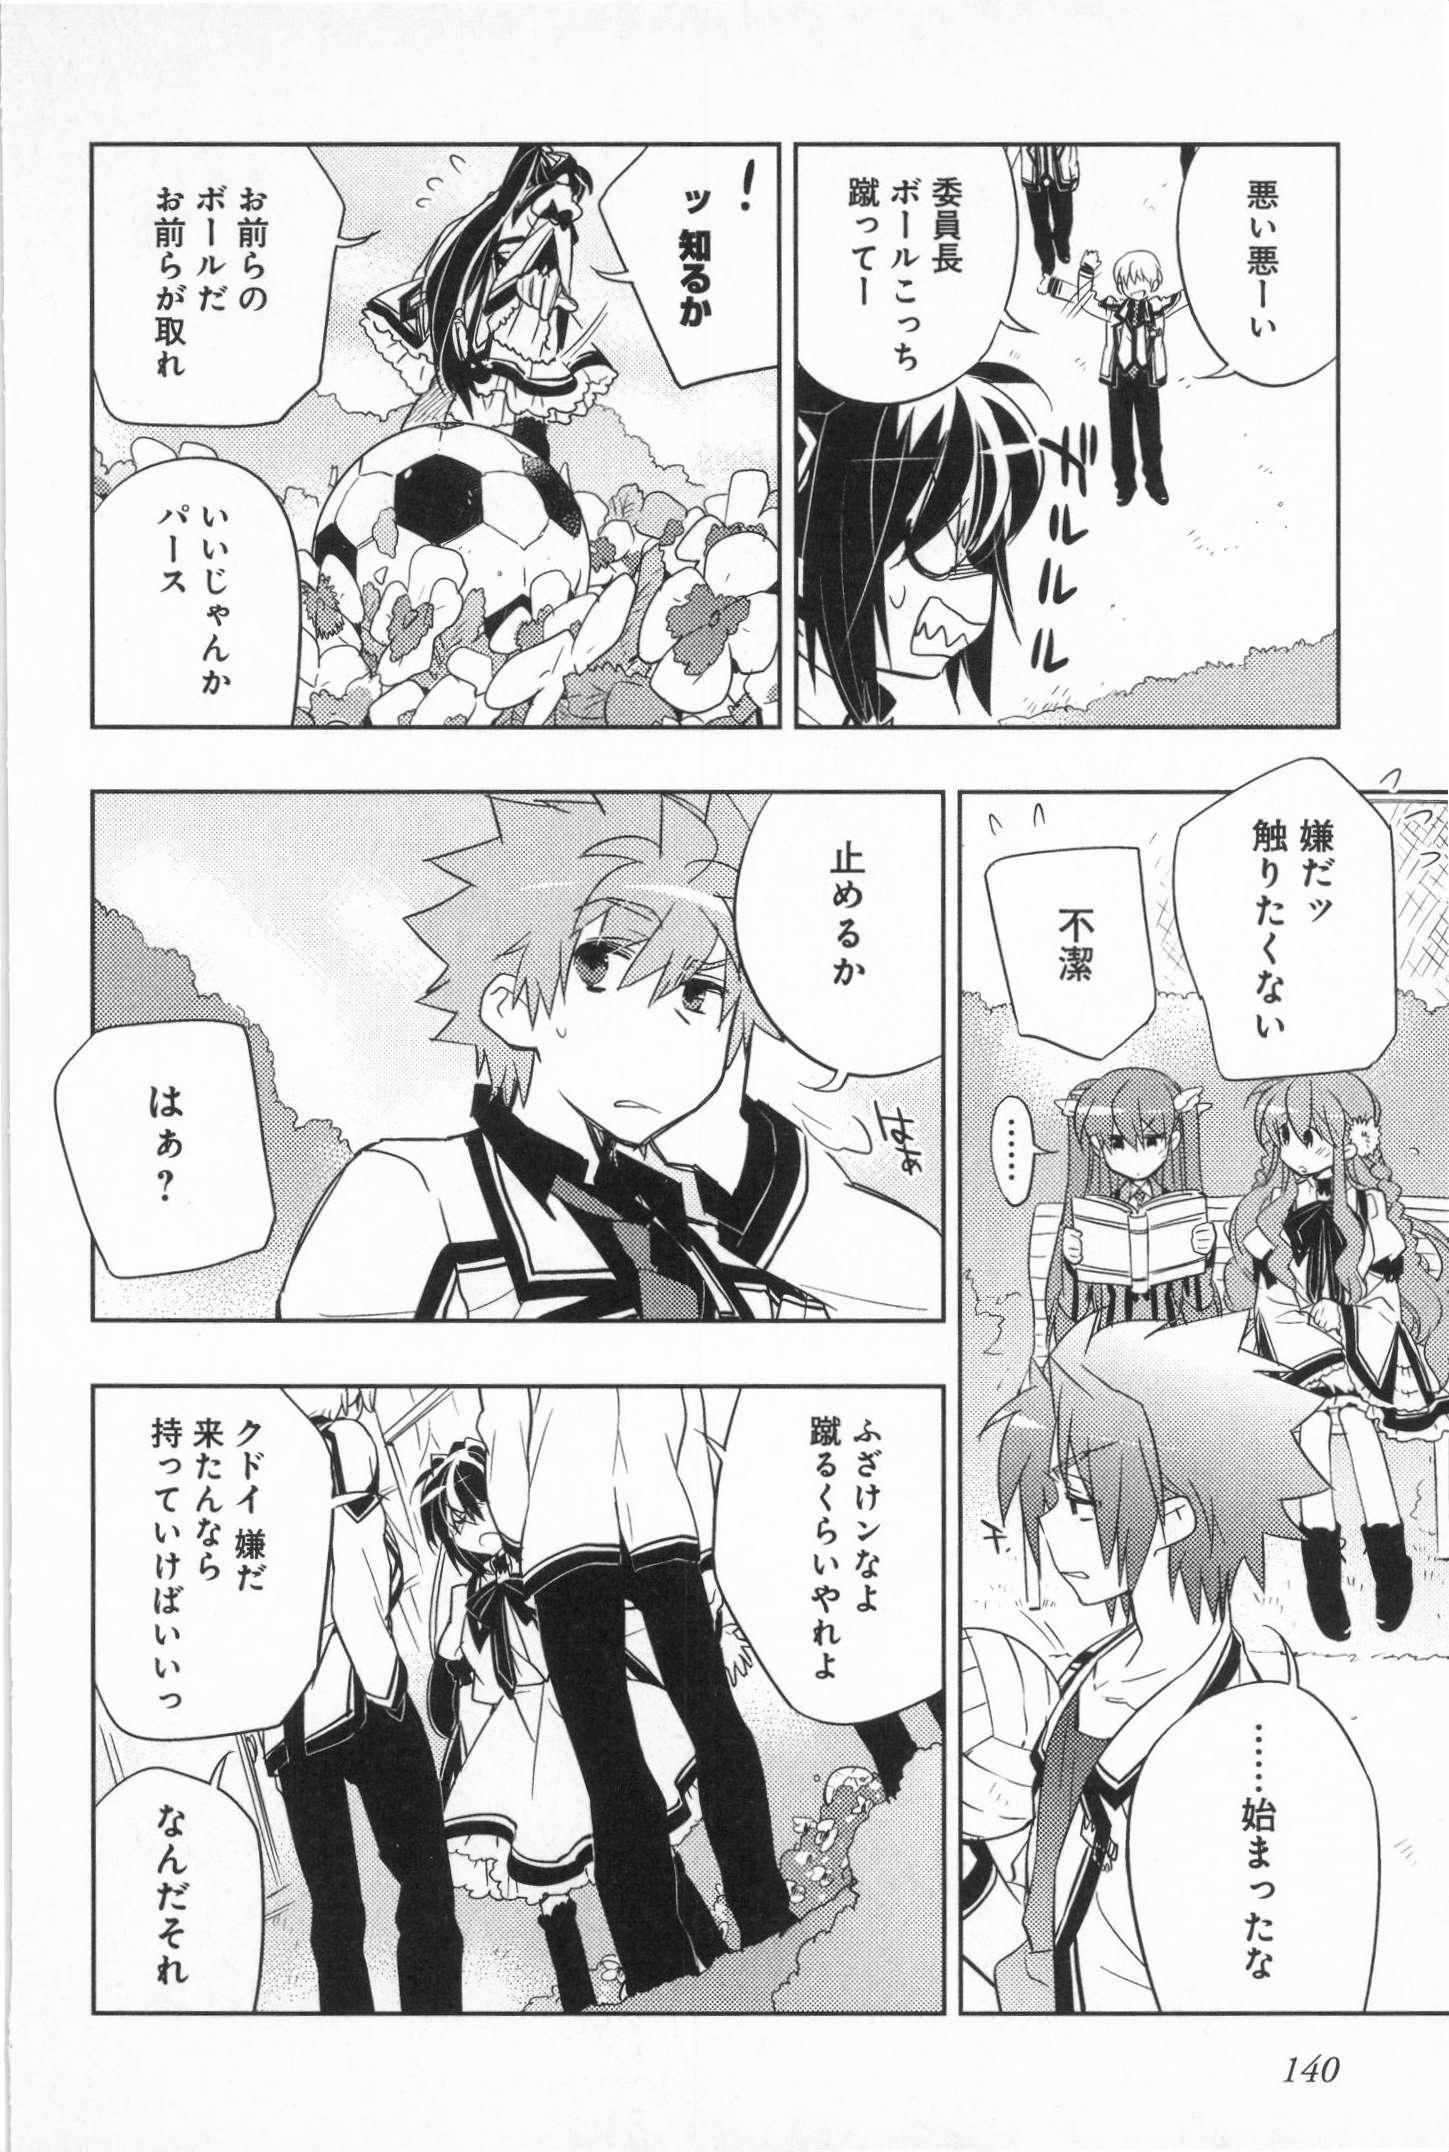 悪い悪ーい
委員長
ボールこっち
蹴ってー
ガルルルル
！
ッ知るか
お前らの
ボールだ
お前らが取れ
いいじゃんか
パース
嫌だッ
触りたくない
不潔
……
チ
……始まったな
止めるか
はぁ？
ふざけンなよ
蹴るくらいやれよ
クドイ 嫌だ
来たんなら
持っていけばいいっ
なんだそれ
140